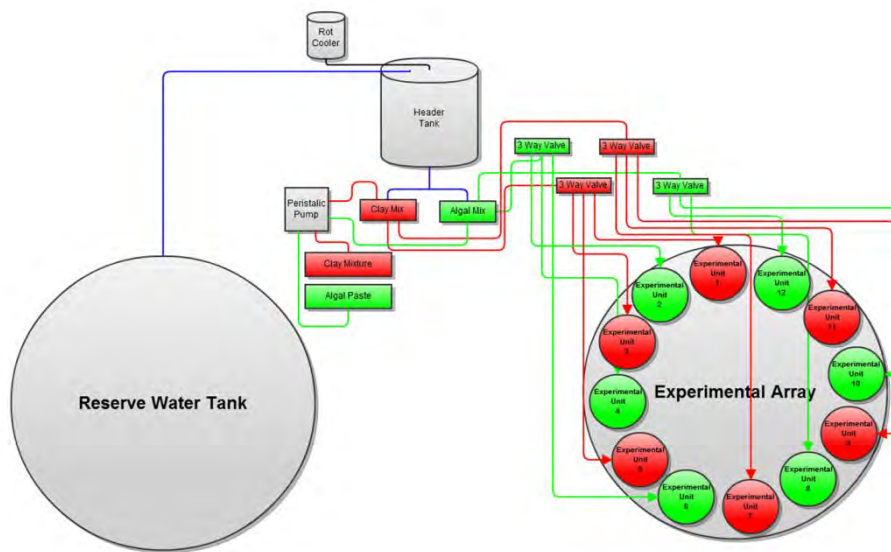 Rot
Cooler
Header
Tank
3 Way Valve
3 Way Valve
3 Way Valve
3 Way Valve
Peristalic
Pump
Clay Mix
Algal Mix
Clay Mixture
Algal Paste
Reserve Water Tank
Experimental Array
Experimental
Unit
1
Experimental
Unit
2
Experimental
Unit
3
Experimental
Unit
4
Experimental
Unit
5
Experimental
Unit
6
Experimental
Unit
7
Experimental
Unit
8
Experimental
Unit
9
Experimental
Unit
10
Experimental
Unit
11
Experimental
Unit
12